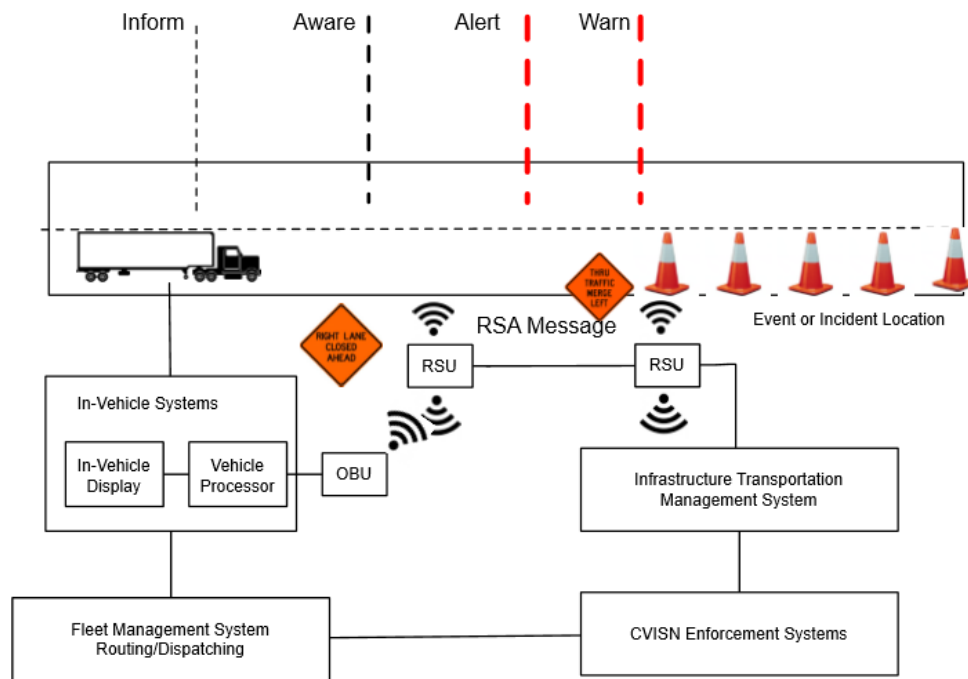 Inform
Aware
Alert
Warn
THRU
TRAFFIC
MERGE
LEFT
RIGHT LANE
CLOSED
AHEAD
RSA Message
Event or Incident Location
RSU
RSU
In-Vehicle Systems
In-Vehicle
Display
Vehicle
Processor
OBU
Infrastructure Transportation
Management System
Fleet Management System
Routing/Dispatching
CVISN Enforcement Systems